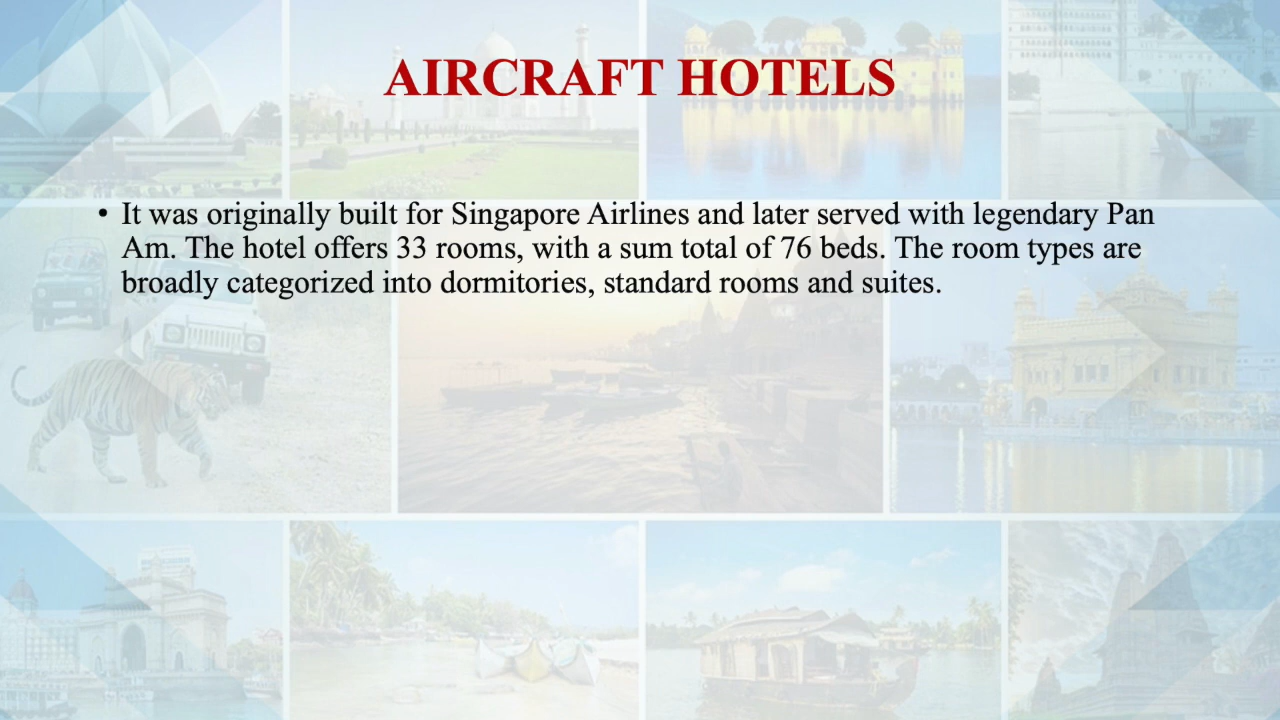 AIRCRAFT HOTELS
• It was originally built for Singapore Airlines and later served with legendary Pan
Am. The hotel offers 33 rooms, with a sum total of 76 beds. The room types are
broadly categorized into dormitories, standard rooms and suites.